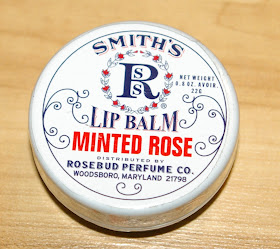 SMITH'S
RSS
NET WEIGHT
0.8 OZ. AVOIR.
22G
LIP BALM
MINTED ROSE
DISTRIBUTED BY
ROSEBUD PERFUME CO.
WOODSBORO, MARYLAND 21798